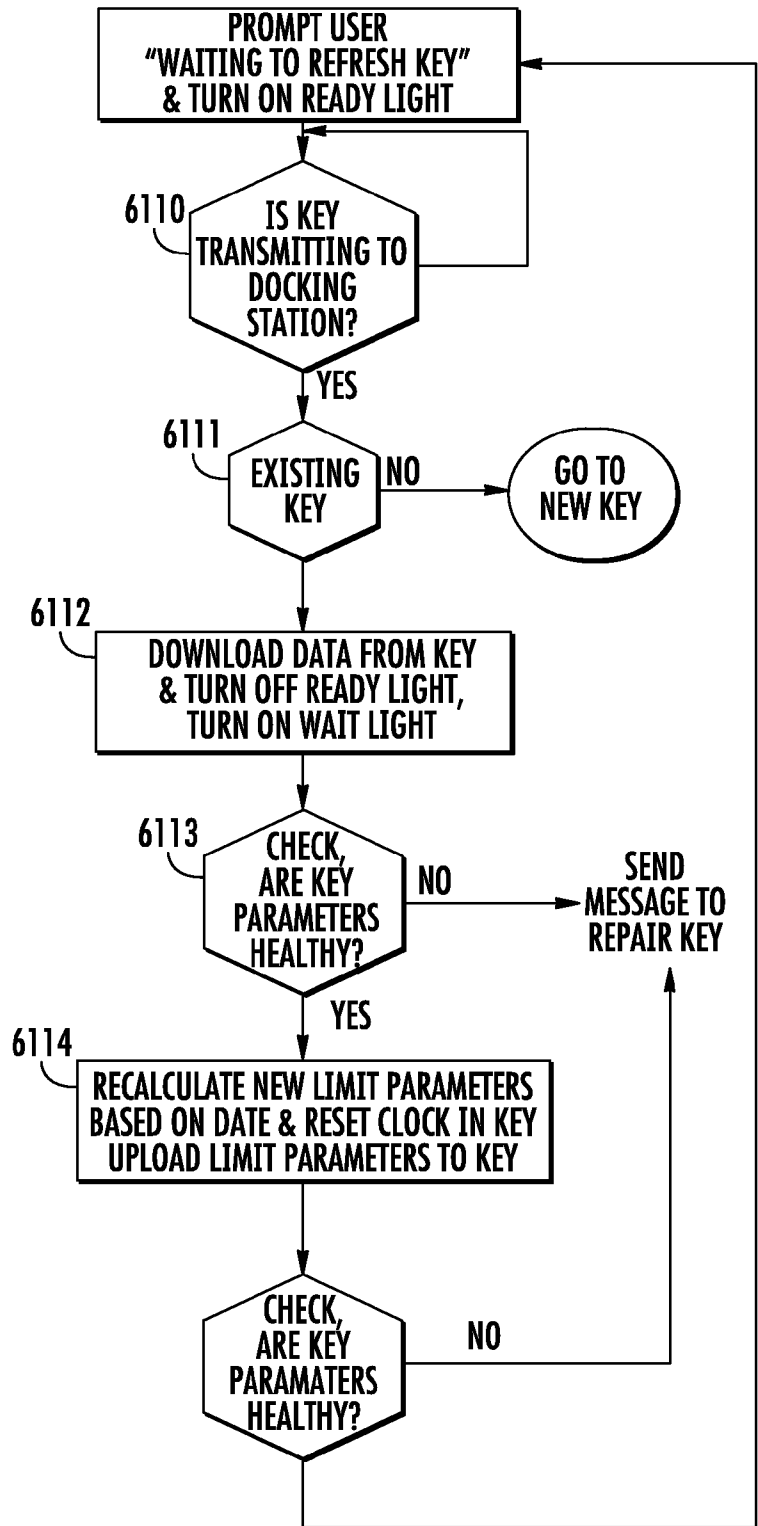 PROMPT USER
“WAITING TO REFRESH KEY”
& TURN ON READY LIGHT
6110
IS KEY
TRANSMITTING TO
DOCKING
STATION?
YES
6111
EXISTING
KEY
NO
GO TO
NEW KEY
6112
DOWNLOAD DATA FROM KEY
& TURN OFF READY LIGHT,
TURN ON WAIT LIGHT
6113
CHECK,
ARE KEY
PARAMETERS
HEALTHY?
NO
SEND
MESSAGE TO
REPAIR KEY
YES
6114
RECALCULATE NEW LIMIT PARAMETERS
BASED ON DATE & RESET CLOCK IN KEY
UPLOAD LIMIT PARAMETERS TO KEY
CHECK,
ARE KEY
PARAMATERS
HEALTHY?
NO